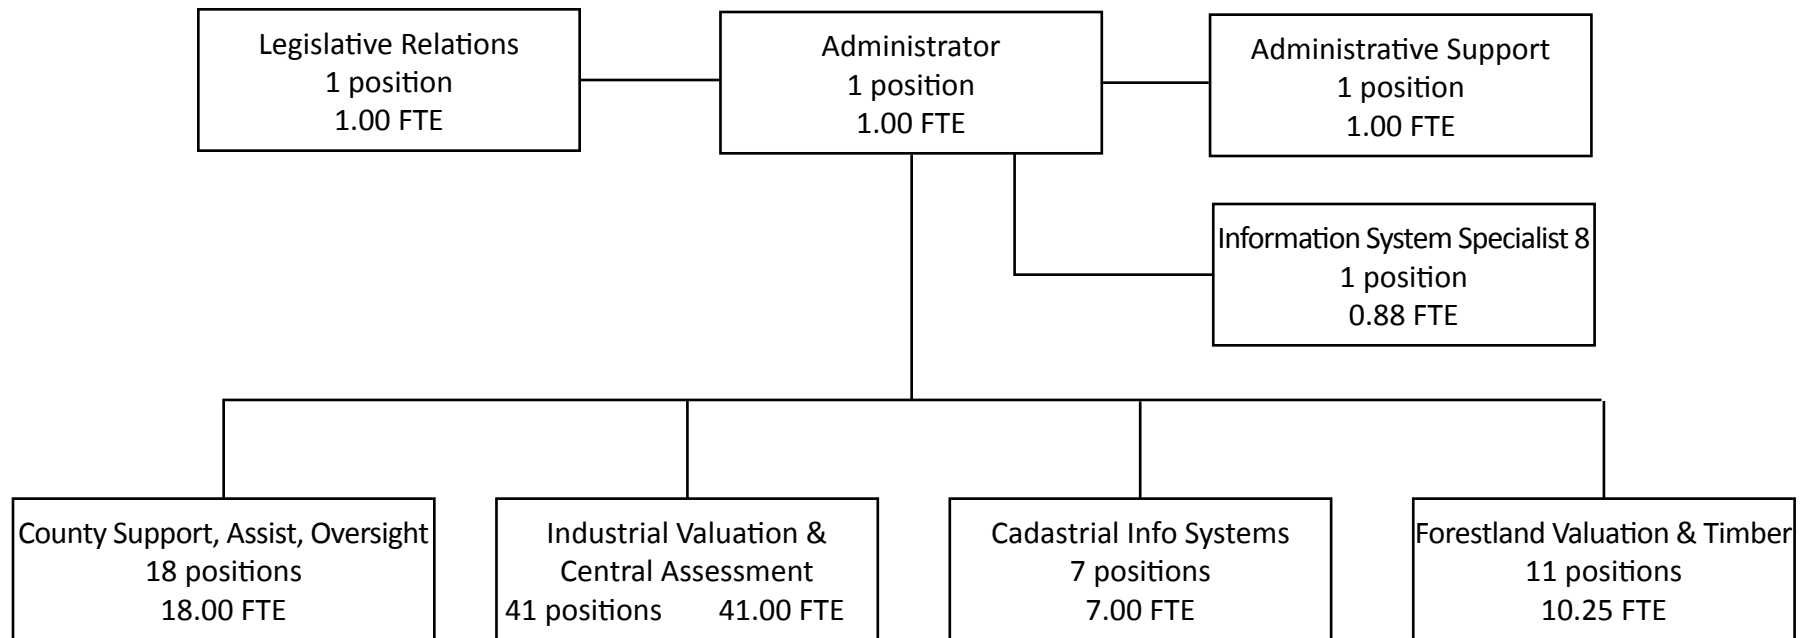 Legislative Relations
1 position
1.00 FTE
Administrator
1 position
1.00 FTE
Administrative Support
1 position
1.00 FTE
Information System Specialist 8
1 position
0.88 FTE
County Support, Assist, Oversight
18 positions
18.00 FTE
Industrial Valuation &
Central Assessment
41 positions 41.00 FTE
Cadastrial Info Systems
7 positions
7.00 FTE
Forestland Valuation & Timber
11 positions
10.25 FTE